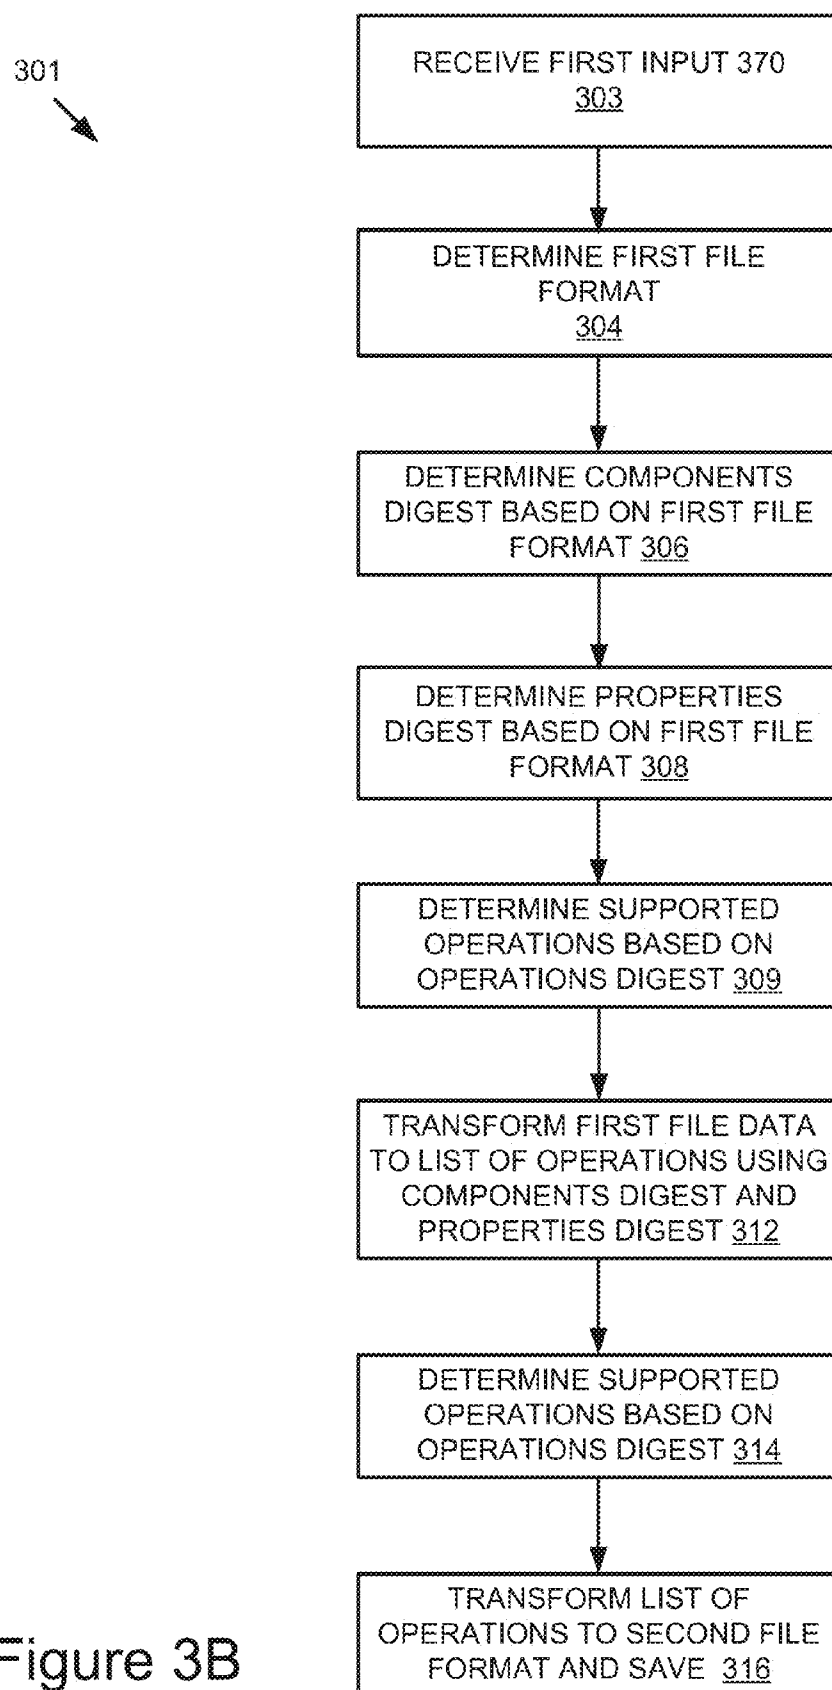 301
RECEIVE FIRST INPUT 370
303
DETERMINE FIRST FILE
FORMAT
304
DETERMINE COMPONENTS
DIGEST BASED ON FIRST FILE
FORMAT 306
DETERMINE PROPERTIES
DIGEST BASED ON FIRST FILE
FORMAT 308
DETERMINE SUPPORTED
OPERATIONS BASED ON
OPERATIONS DIGEST 309
TRANSFORM FIRST FILE DATA
TO LIST OF OPERATIONS USING
COMPONENTS DIGEST AND
PROPERTIES DIGEST 312
DETERMINE SUPPORTED
OPERATIONS BASED ON
OPERATIONS DIGEST 314
TRANSFORM LIST OF
OPERATIONS TO SECOND FILE
FORMAT AND SAVE 316
Figure 3B